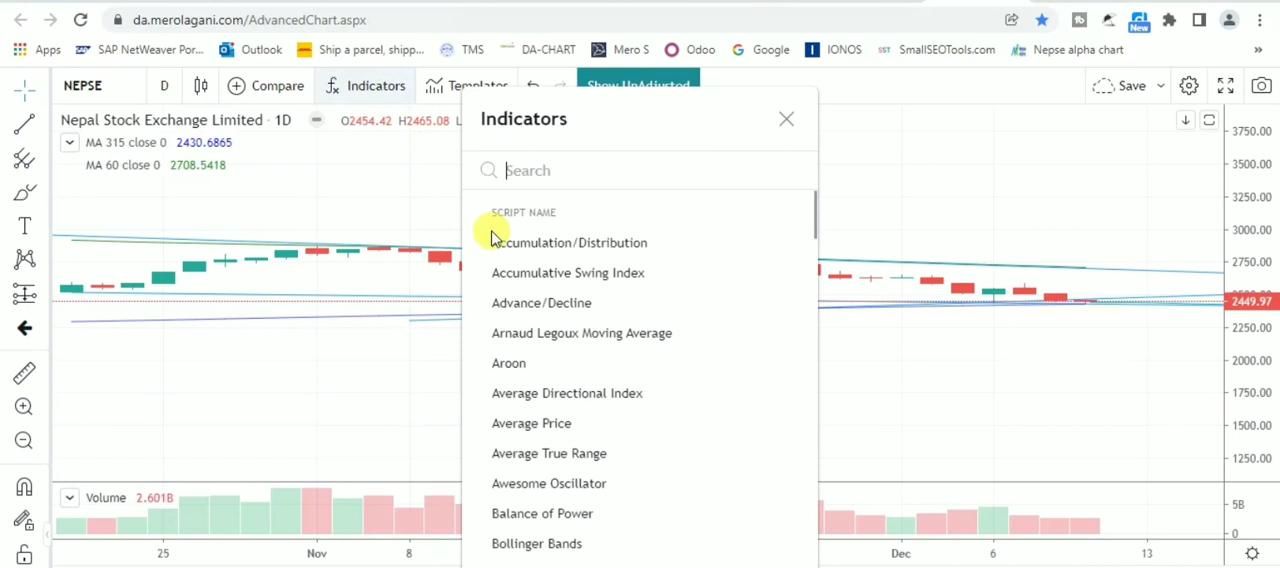 da.merolagani.com/AdvancedChart.aspx
New
Apps SAP NetWeaver Por... Outlook Ship a parcel, shipp... TMS DA-CHART Mero S Odoo Google IONOS SST SmallSEOTools.com Nepse alpha chart »
NEPSE D Compare fx Indicators Templates Show UnAdjusted Save
Nepal Stock Exchange Limited · 1D O2454.42 H2465.08 L
MA 315 close 0 2430.6865
MA 60 close 0 2708.5418
Indicators
Search
SCRIPT NAME
Accumulation/Distribution
Accumulative Swing Index
Advance/Decline
Arnaud Legoux Moving Average
Aroon
Average Directional Index
Average Price
Average True Range
Awesome Oscillator
Balance of Power
Bollinger Bands
3750.00
3500.00
3250.00
3000.00
2750.00
2449.97
2250.00
2000.00
1750.00
1500.00
1250.00
Volume 2.601B
5B
0
25 Nov 8 Dec 6 13